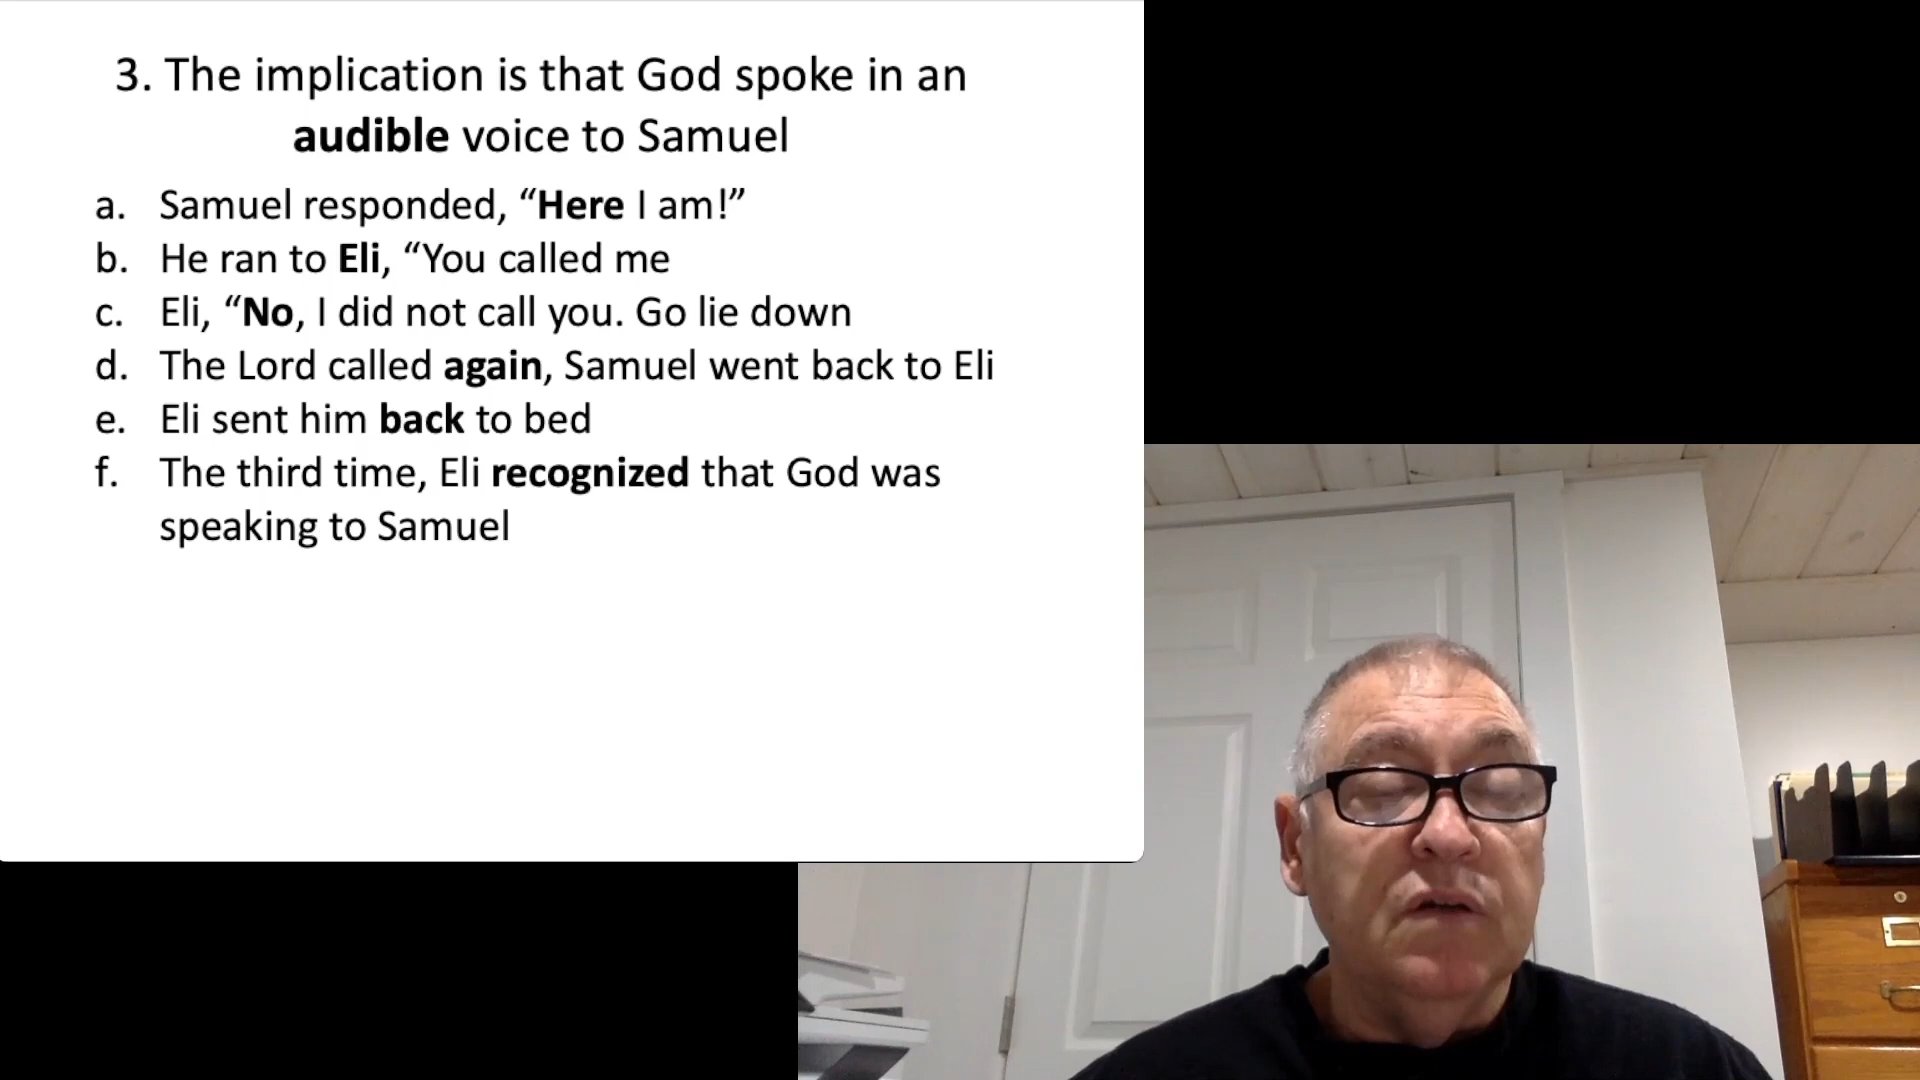 3. The implication is that God spoke in an
audible voice to Samuel
a. Samuel responded, “Here I am!”
b. He ran to Eli, “You called me
c. Eli, “No, I did not call you. Go lie down
d. The Lord called again, Samuel went back to Eli
e. Eli sent him back to bed
f. The third time, Eli recognized that God was
speaking to Samuel